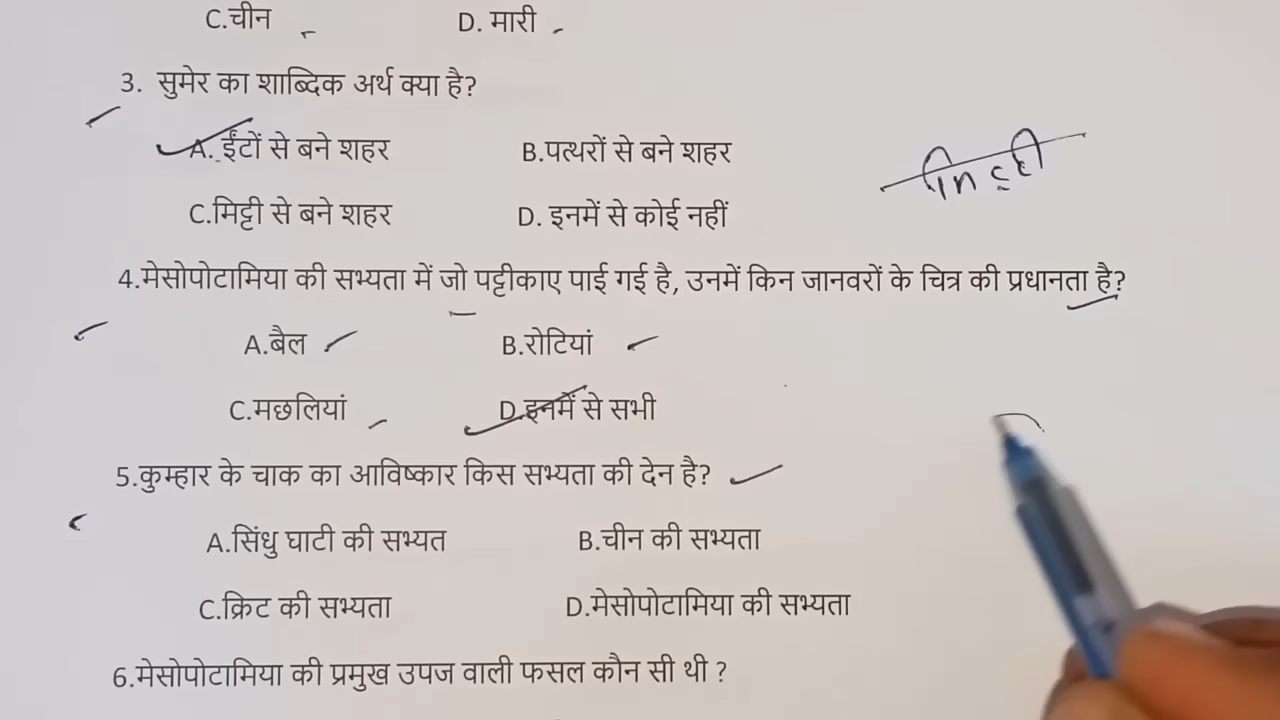 C.चीन D. मारी
3. सुमेर का शाब्दिक अर्थ क्या है?
A. ईंटों से बने शहर B.पत्थरों से बने शहर
C.मिट्टी से बने शहर D. इनमें से कोई नहीं
4.मेसोपोटामिया की सभ्यता में जो पट्टीकाए पाई गई है, उनमें किन जानवरों के चित्र की प्रधानता है?
A.बैल B.रोटियां
C.मछलियां D.इनमें से सभी
5.कुम्हार के चाक का आविष्कार किस सभ्यता की देन है?
A.सिंधु घाटी की सभ्यत B.चीन की सभ्यता
C.क्रिट की सभ्यता D.मेसोपोटामिया की सभ्यता
6.मेसोपोटामिया की प्रमुख उपज वाली फसल कौन सी थी ?